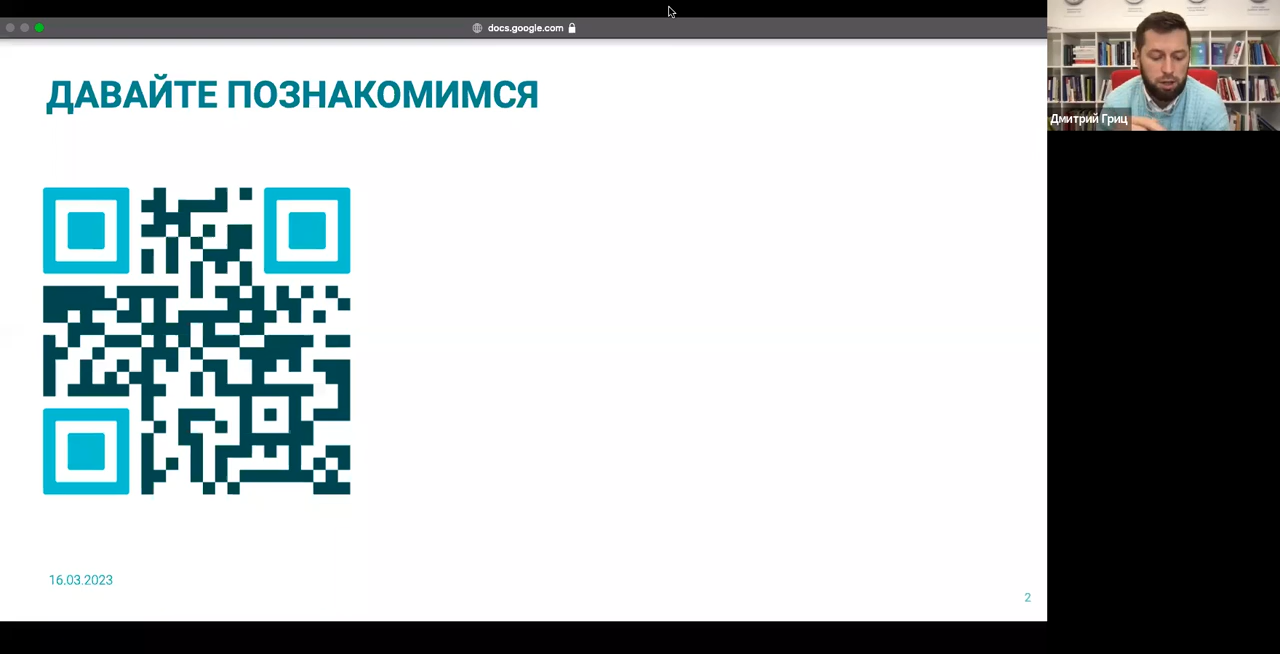 docs.google.com
ДАВАЙТЕ ПОЗНАКОМИМСЯ
Дмитрий Гриц
16.03.2023
2